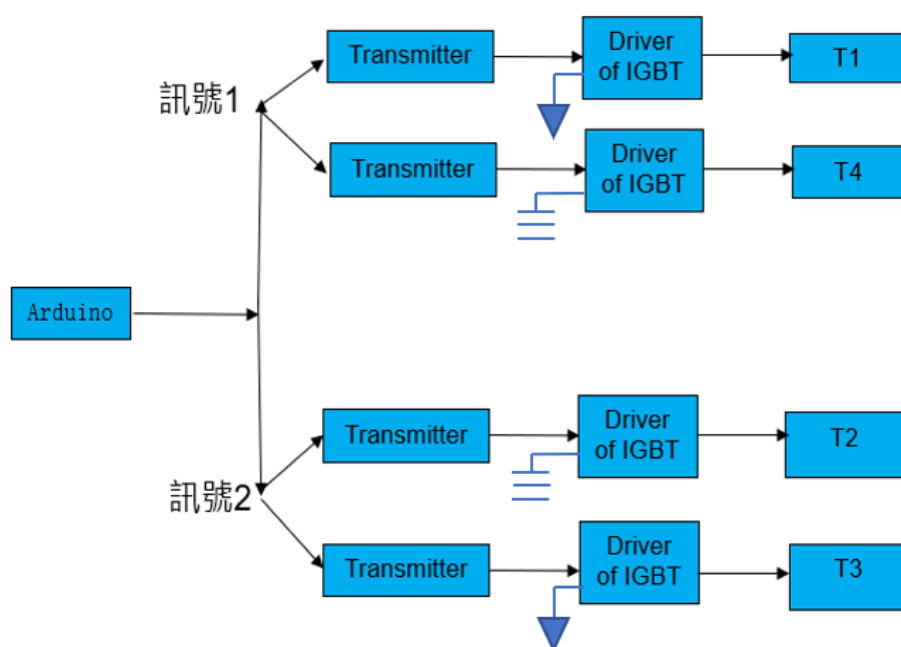 Transmitter
Driver
of IGBT
T1
訊號1
Transmitter
Driver
of IGBT
T4
Arduino
Transmitter
Driver
of IGBT
T2
訊號2
Transmitter
Driver
of IGBT
T3